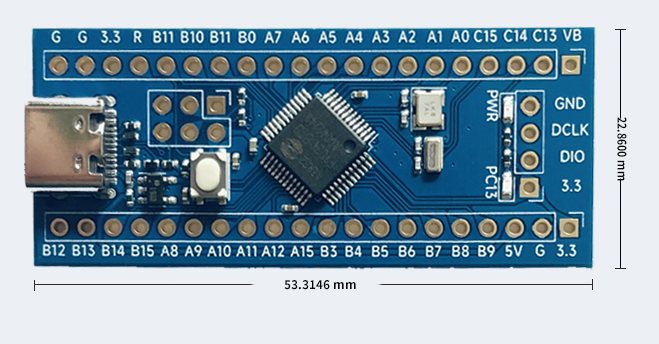 G G 3.3 R B11 B10 B11 B0 A7 A6 A5 A4 A3 A2 A1 A0 C15 C14 C13 VB
PWR
GND
DCLK
DIO
PC13
3.3
B12 B13 B14 B15 A8 A9 A10 A11 A12 A15 B3 B4 B5 B6 B7 B8 B9 5V G 3.3
22.8600 mm
53.3146 mm